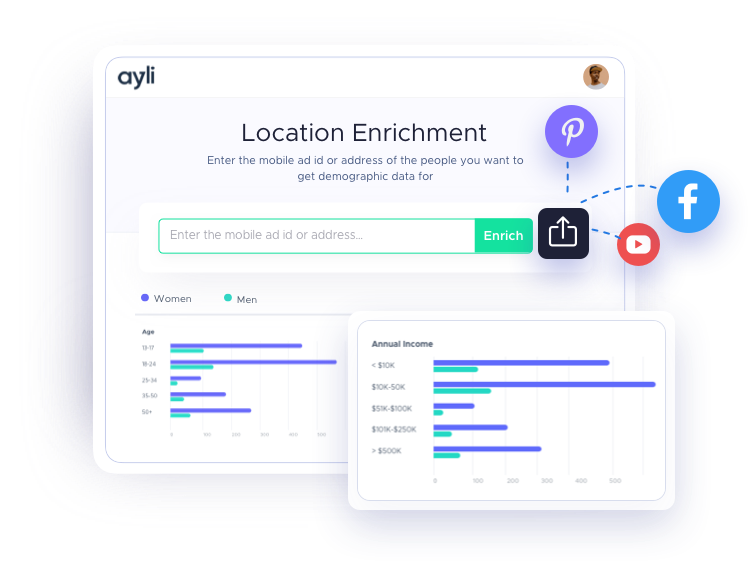 ayli
Location Enrichment
Enter the mobile ad id or address of the people you want to
get demographic data for
Enter the mobile ad id or address...
Enrich
Women
Men
Age
13-17
18-24
25-34
35-50
50+
0 100 200 300 400 500
Annual Income
< $10K
$10K-50K
$51K-$100K
$101K-$250K
> $500K
0 100 200 300 400 500